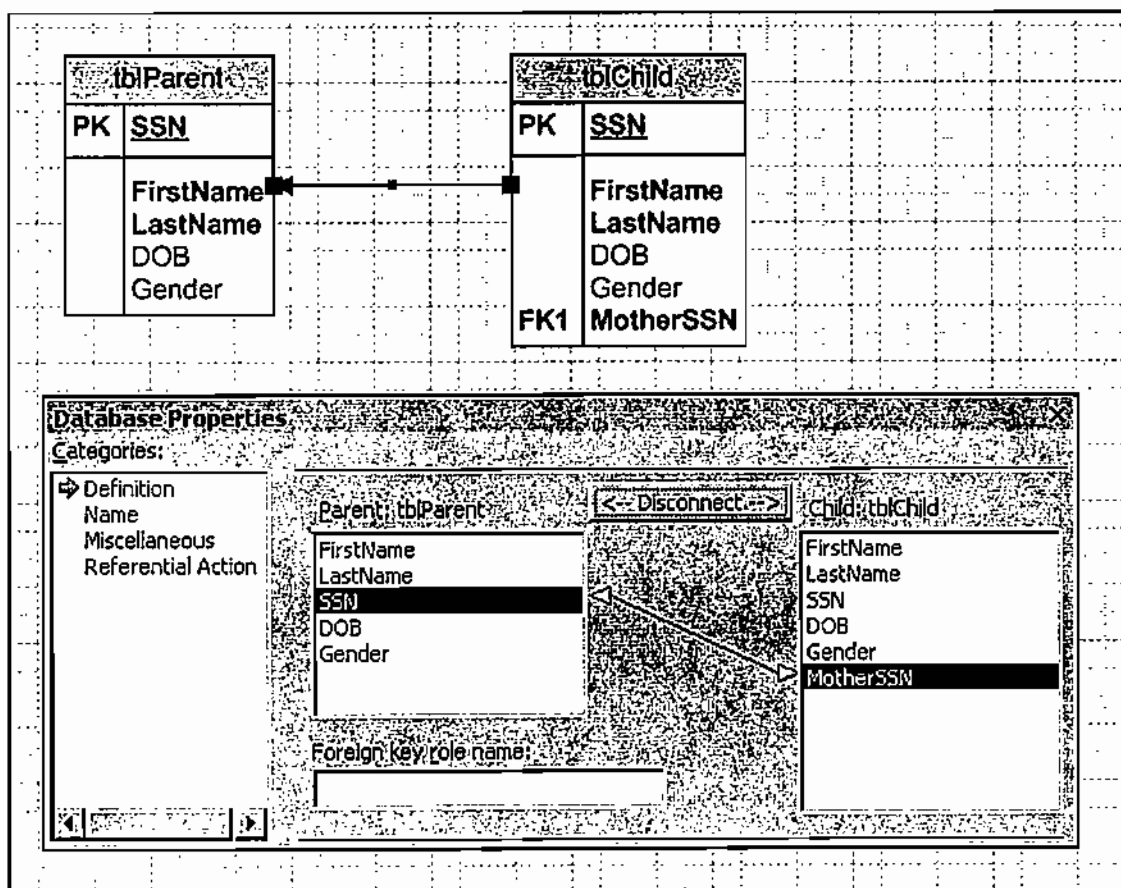 tblParent
PK SSN
FirstName
LastName
DOB
Gender
tblChild
PK SSN
FirstName
LastName
DOB
Gender
FK1 MotherSSN
Database Properties
Categories:
Definition
Name
Miscellaneous
Referential Action
Parent: tblParent
FirstName
LastName
SSN
DOB
Gender
Foreign key role name:
<-- Disconnect -->
Child: tblChild
FirstName
LastName
SSN
DOB
Gender
MotherSSN